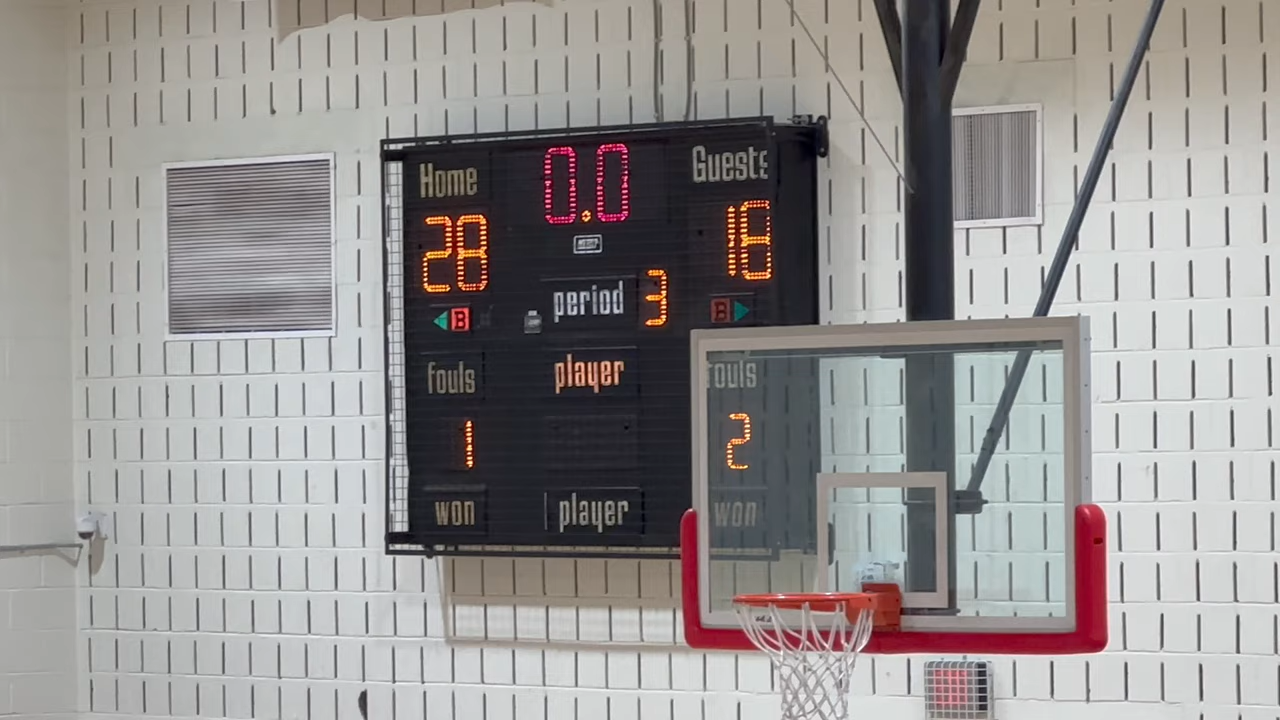 Home 0.0 Guests
28 18
period 3
B B
fouls player fouls
1 2
won player won